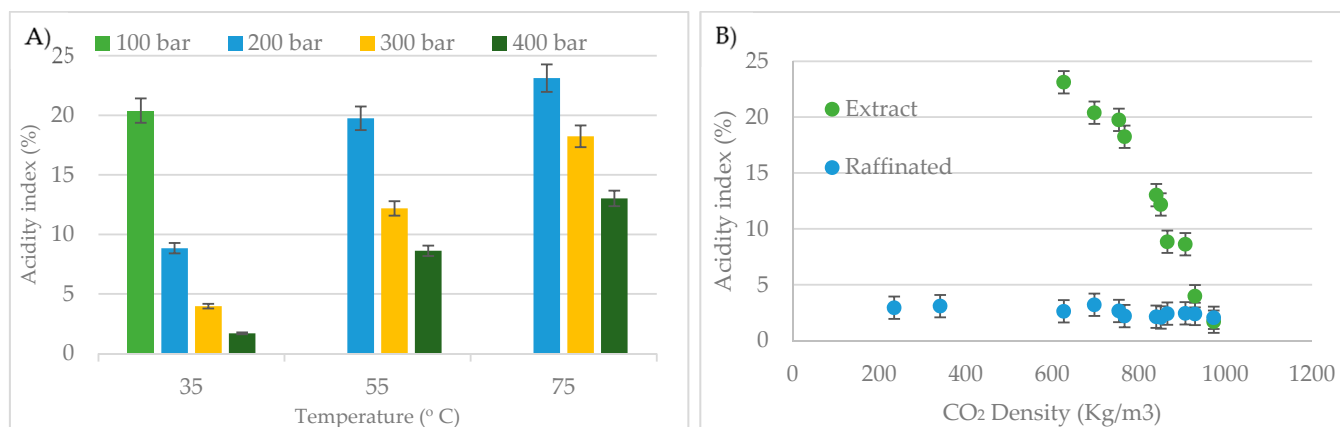 A)
100 bar 200 bar 300 bar 400 bar
25
20
15
10
5
0
Acidity index (%)
35 55 75
Temperature (º C)
B)
25
20
15
10
5
0
Acidity index (%)
Extract
Raffinated
0 200 400 600 800 1000 1200
CO₂ Density (Kg/m3)